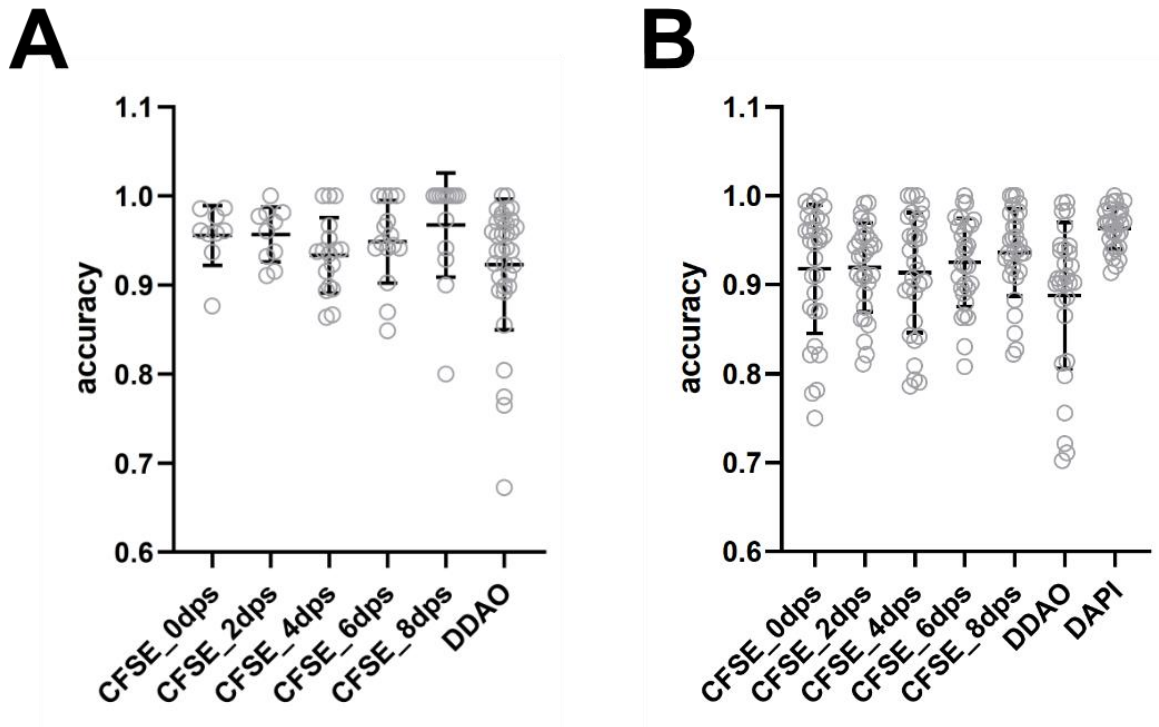 A
1.1
1.0
0.9
0.8
0.7
0.6
accuracy
CFSE_0dps
CFSE_2dps
CFSE_4dps
CFSE_6dps
CFSE_8dps
DDAO
B
1.1
1.0
0.9
0.8
0.7
0.6
accuracy
CFSE_0dps
CFSE_2dps
CFSE_4dps
CFSE_6dps
CFSE_8dps
DDAO
DAPI